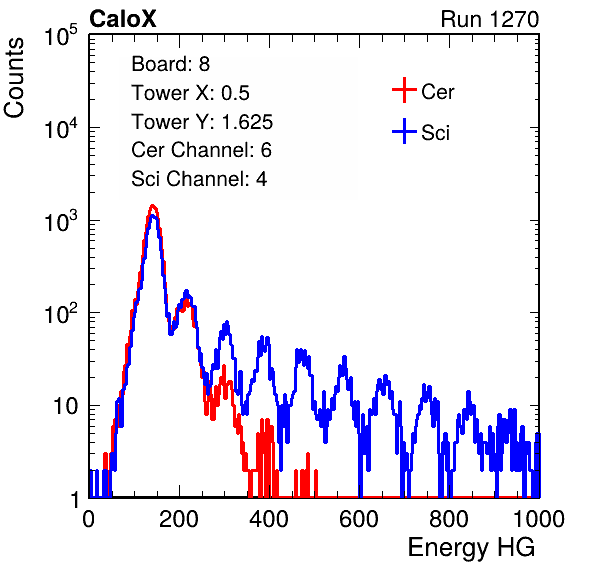 CaloX Run 1270
Counts
Board: 8
Tower X: 0.5
Tower Y: 1.625
Cer Channel: 6
Sci Channel: 4
Cer
Sci
10^5
10^4
10^3
10^2
10
1
0 200 400 600 800 1000
Energy HG